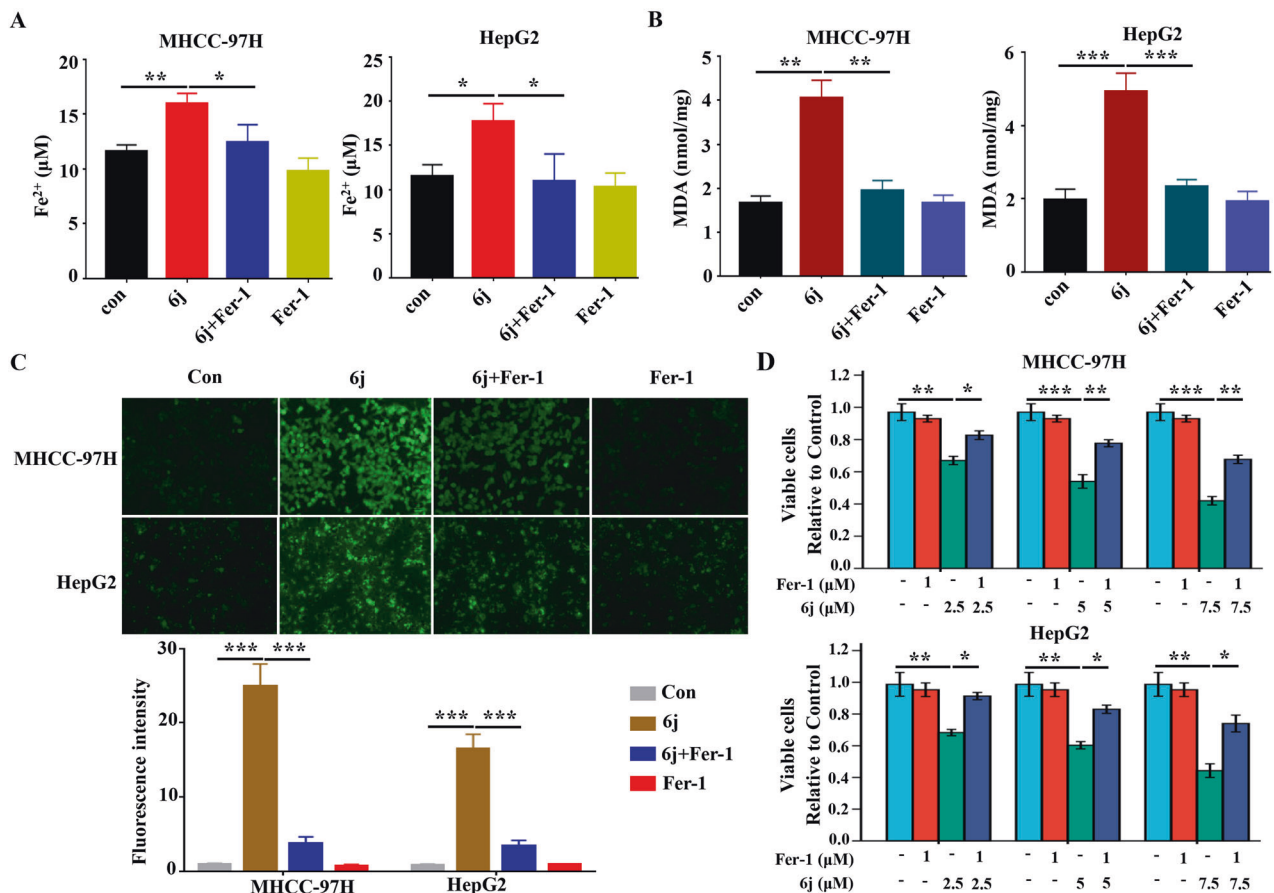 A
MHCC-97H
Fe²⁺ (μM)
20
15
10
5
0
** *
con 6j 6j+Fer-1 Fer-1
HepG2
Fe²⁺ (μM)
25
20
15
10
5
0
* *
con 6j 6j+Fer-1 Fer-1
B
MHCC-97H
MDA (nmol/mg)
5
4
3
2
1
0
** **
con 6j 6j+Fer-1 Fer-1
HepG2
MDA (nmol/mg)
6
4
2
0
*** ***
con 6j 6j+Fer-1 Fer-1
C
Con 6j 6j+Fer-1 Fer-1
MHCC-97H
HepG2
Fluorescence intensity
30
15
0
*** ***
*** ***
MHCC-97H HepG2
Con
6j
6j+Fer-1
Fer-1
D
MHCC-97H
Viable cells
Relative to Control
1.2
1.0
0.8
0.6
0.4
0.2
0.0
** * *** ** *** **
Fer-1 (μM) - 1 - 1 - 1 - 1 - 1 - 1
6j (μM) - - 2.5 2.5 - - 5 5 - - 7.5 7.5
HepG2
Viable cells
Relative to Control
1.2
1.0
0.8
0.6
0.4
0.2
0.0
** * ** * ** *
Fer-1 (μM) - 1 - 1 - 1 - 1 - 1 - 1
6j (μM) - - 2.5 2.5 - - 5 5 - - 7.5 7.5